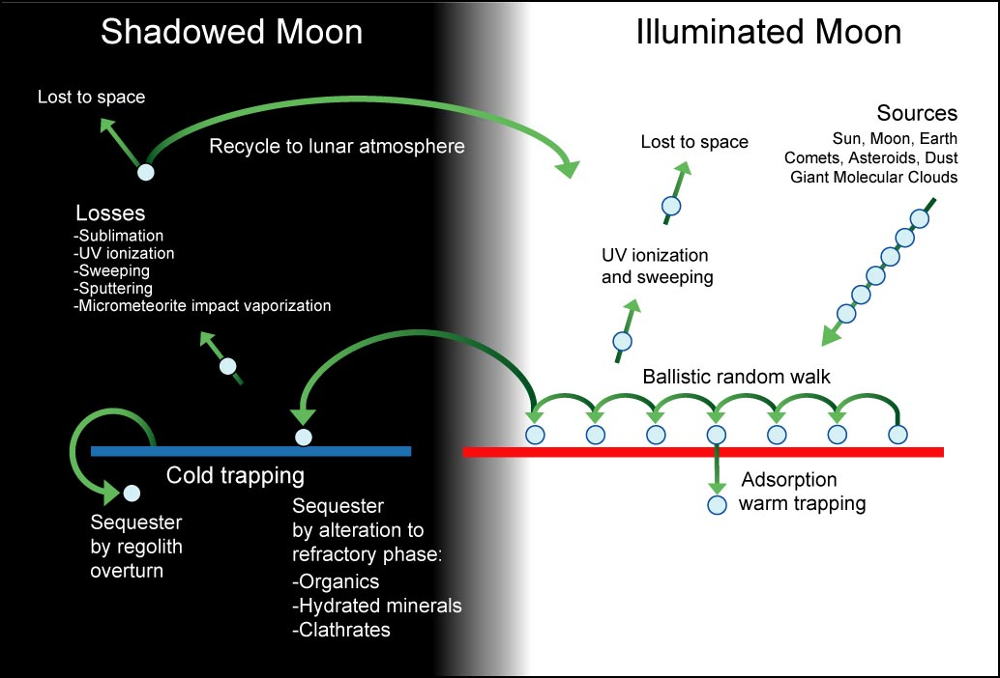 Shadowed Moon
Lost to space
Recycle to lunar atmosphere
Losses
-Sublimation
-UV ionization
-Sweeping
-Sputtering
-Micrometeorite impact vaporization
Cold trapping
Sequester
by regolith
overturn
Sequester
by alteration to
refractory phase:
-Organics
-Hydrated minerals
-Clathrates
Illuminated Moon
Sources
Sun, Moon, Earth
Comets, Asteroids, Dust
Giant Molecular Clouds
Lost to space
UV ionization
and sweeping
Ballistic random walk
Adsorption
warm trapping